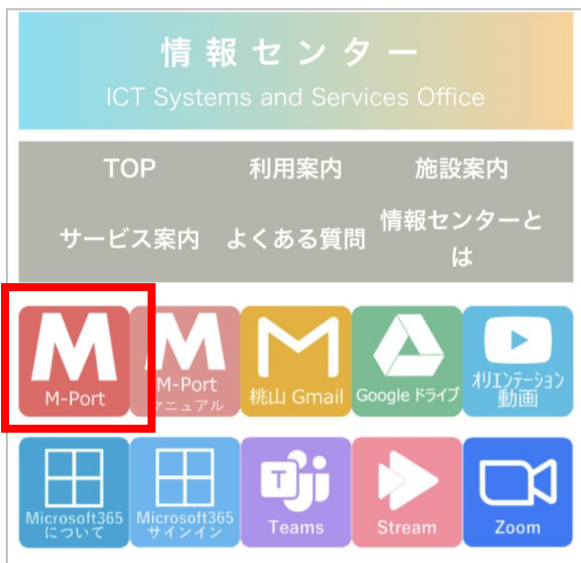 情報センター
ICT Systems and Services Office
TOP 利用案内 施設案内
サービス案内 よくある質問 情報センターと
は
M-Port
M-Port
マニュアル
桃山 Gmail
Google ドライブ
オリエンテーション
動画
Microsoft365
について
Microsoft365
サインイン
Teams
Stream
Zoom